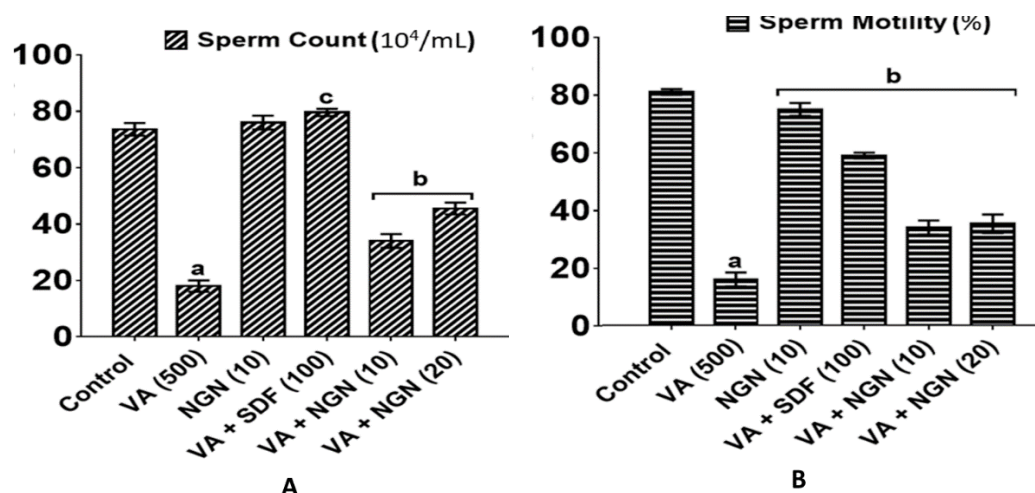 Sperm Count (10⁴/mL)
100
80
60
40
20
0
a
c
b
Control
VA (500)
NGN (10)
VA + SDF (100)
VA + NGN (10)
VA + NGN (20)
A
Sperm Motility (%)
100
80
60
40
20
0
a
b
Control
VA (500)
NGN (10)
VA + SDF (100)
VA + NGN (10)
VA + NGN (20)
B